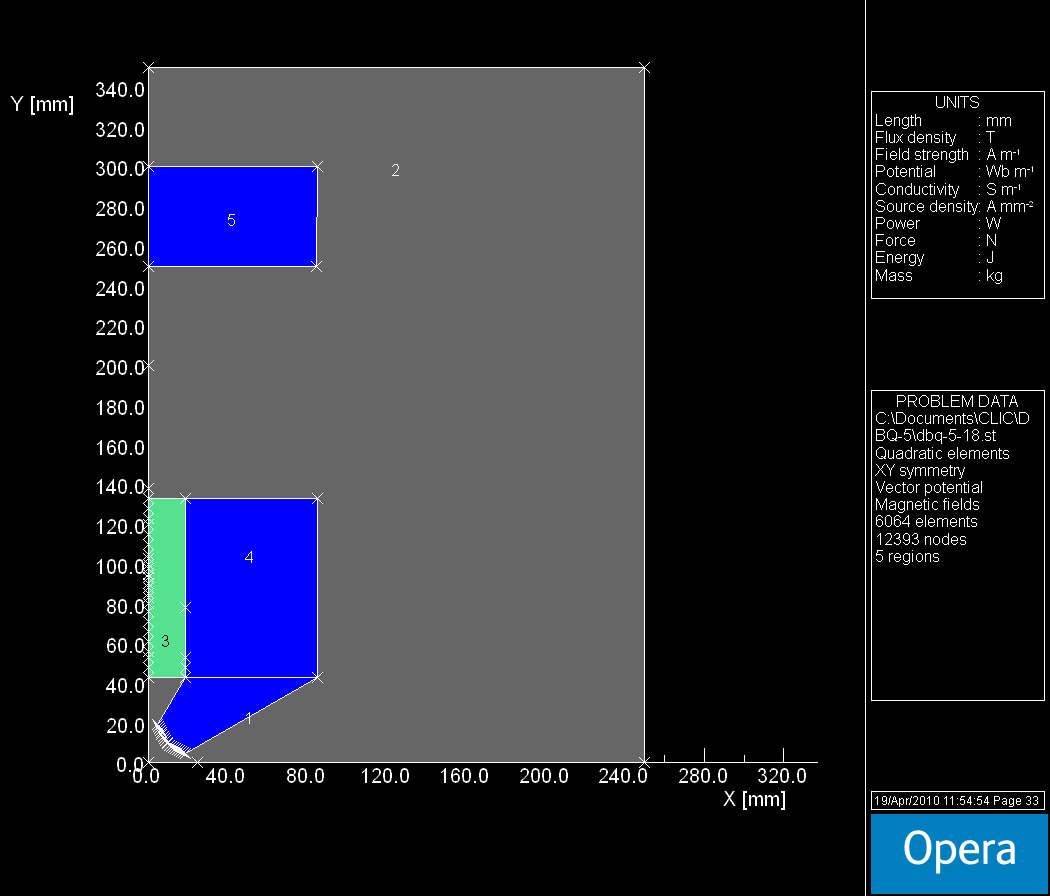 Y [mm]
340.0
320.0
300.0
280.0
260.0
240.0
220.0
200.0
180.0
160.0
140.0
120.0
100.0
80.0
60.0
40.0
20.0
0.0
0.0 40.0 80.0 120.0 160.0 200.0 240.0 280.0 320.0
X [mm]
2
5
4
3
1
UNITS
Length : mm
Flux density : T
Field strength : A m⁻¹
Potential : Wb m⁻¹
Conductivity : S m⁻¹
Source density: A mm⁻²
Power : W
Force : N
Energy : J
Mass : kg
PROBLEM DATA
C:\Documents\CLIC\D
BQ-5\dbq-5-18.st
Quadratic elements
XY symmetry
Vector potential
Magnetic fields
6064 elements
12393 nodes
5 regions
19/Apr/2010 11:54:54 Page 33
Opera